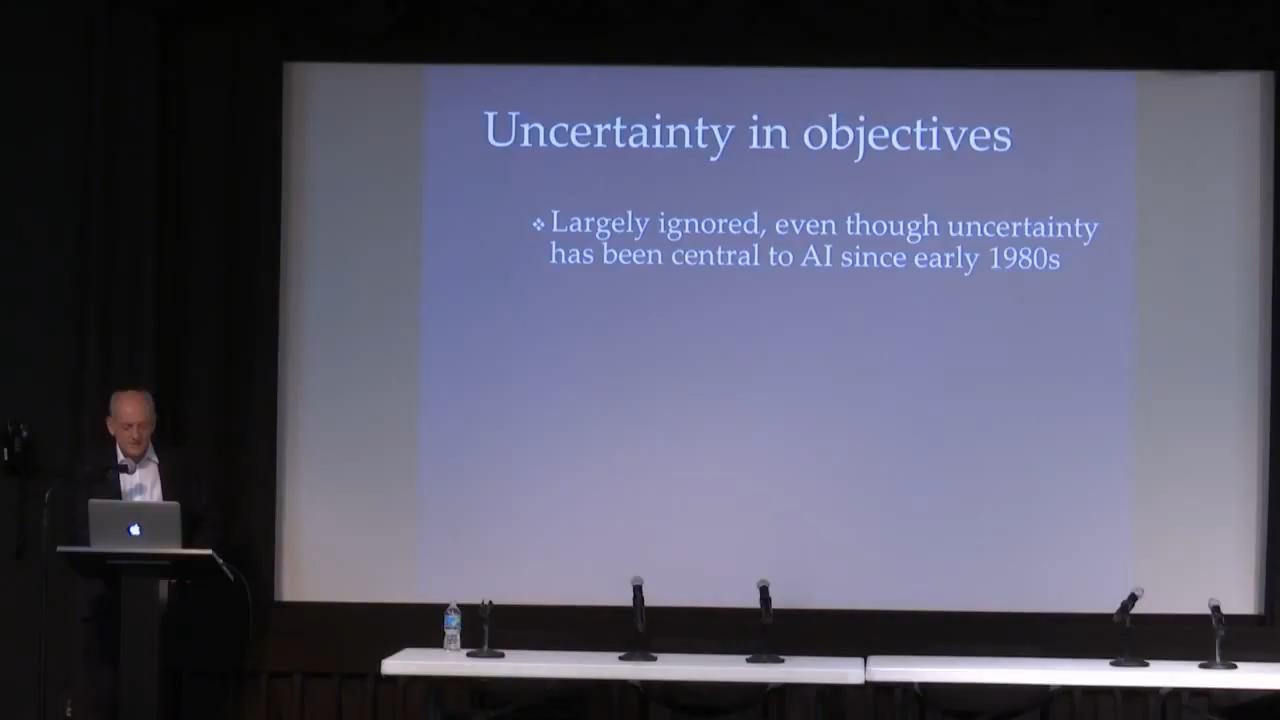 Uncertainty in objectives
❖ Largely ignored, even though uncertainty
has been central to AI since early 1980s